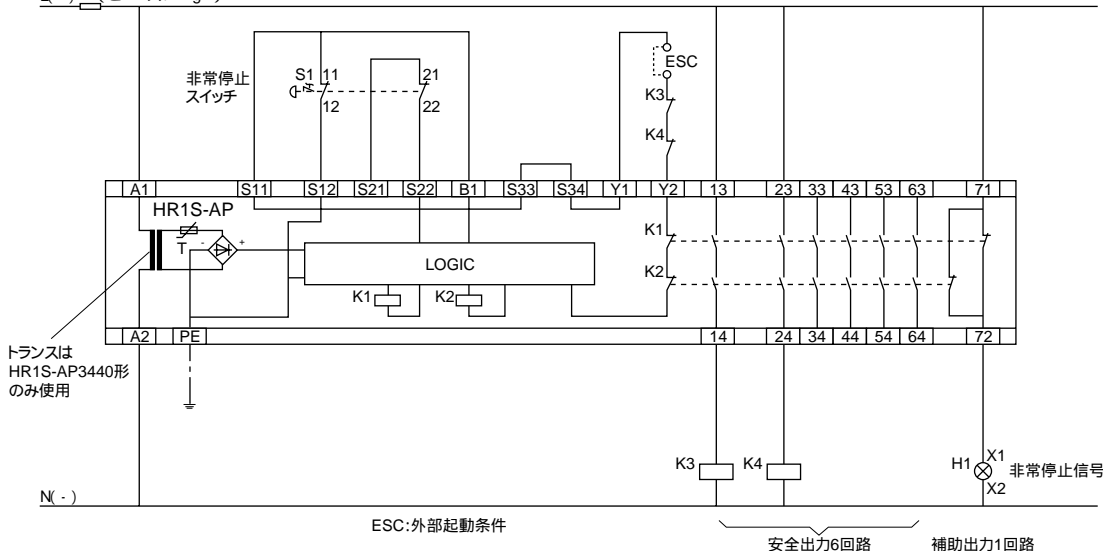 ESC
非常停止
スイッチ
S1 11 21
12 22
K3
K4
A1 S11 S12 S21 S22 B1 S33 S34 Y1 Y2 13 23 33 43 53 63 71
HR1S-AP
T - +
LOGIC
K1
K2
K1 K2
A2 PE 14 24 34 44 54 64 72
トランスは
HR1S-AP3440形
のみ使用
K3 K4 H1 X1
X2
非常停止信号
N( - )
ESC:外部起動条件
安全出力6回路 補助出力1回路